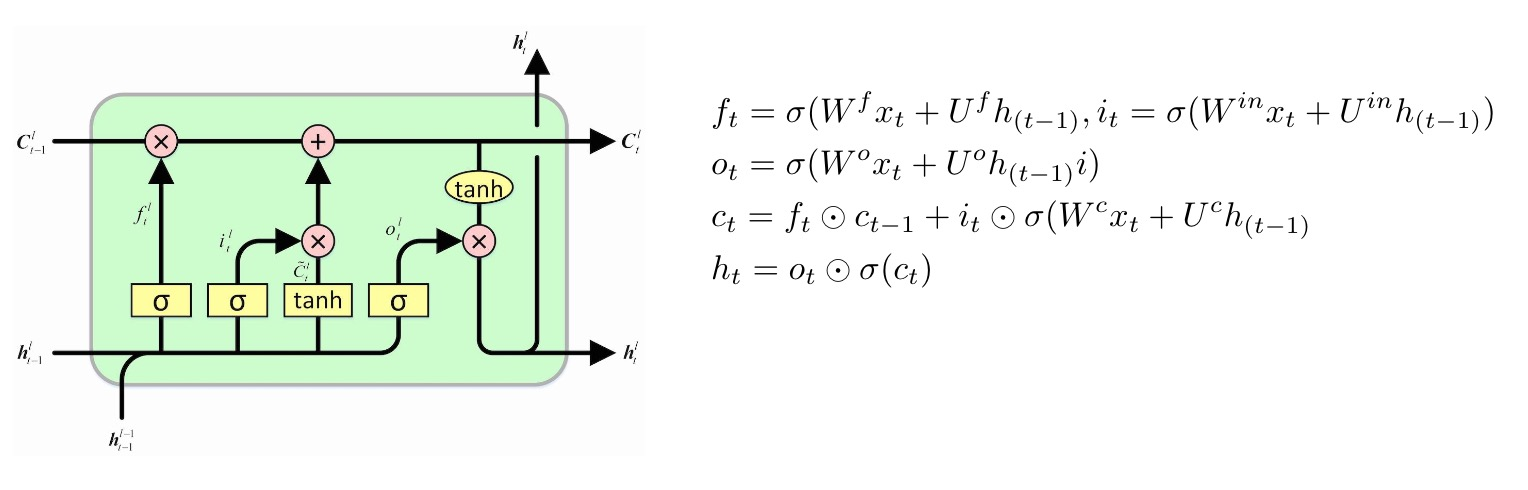 h_t^l
C_{t-1}^l
×
+
C_t^l
tanh
f_t^l
i_t^l
×
o_t^l
×
C̃_t^l
σ
σ
tanh
σ
h_{t-1}^l
h_t^l
h_{t-1}^{l-1}
f_t = σ(W^f x_t + U^f h_{(t-1)}, i_t = σ(W^{in} x_t + U^{in} h_{(t-1)})
o_t = σ(W^o x_t + U^o h_{(t-1)} i)
c_t = f_t ⊙ c_{t-1} + i_t ⊙ σ(W^c x_t + U^c h_{(t-1)}
h_t = o_t ⊙ σ(c_t)